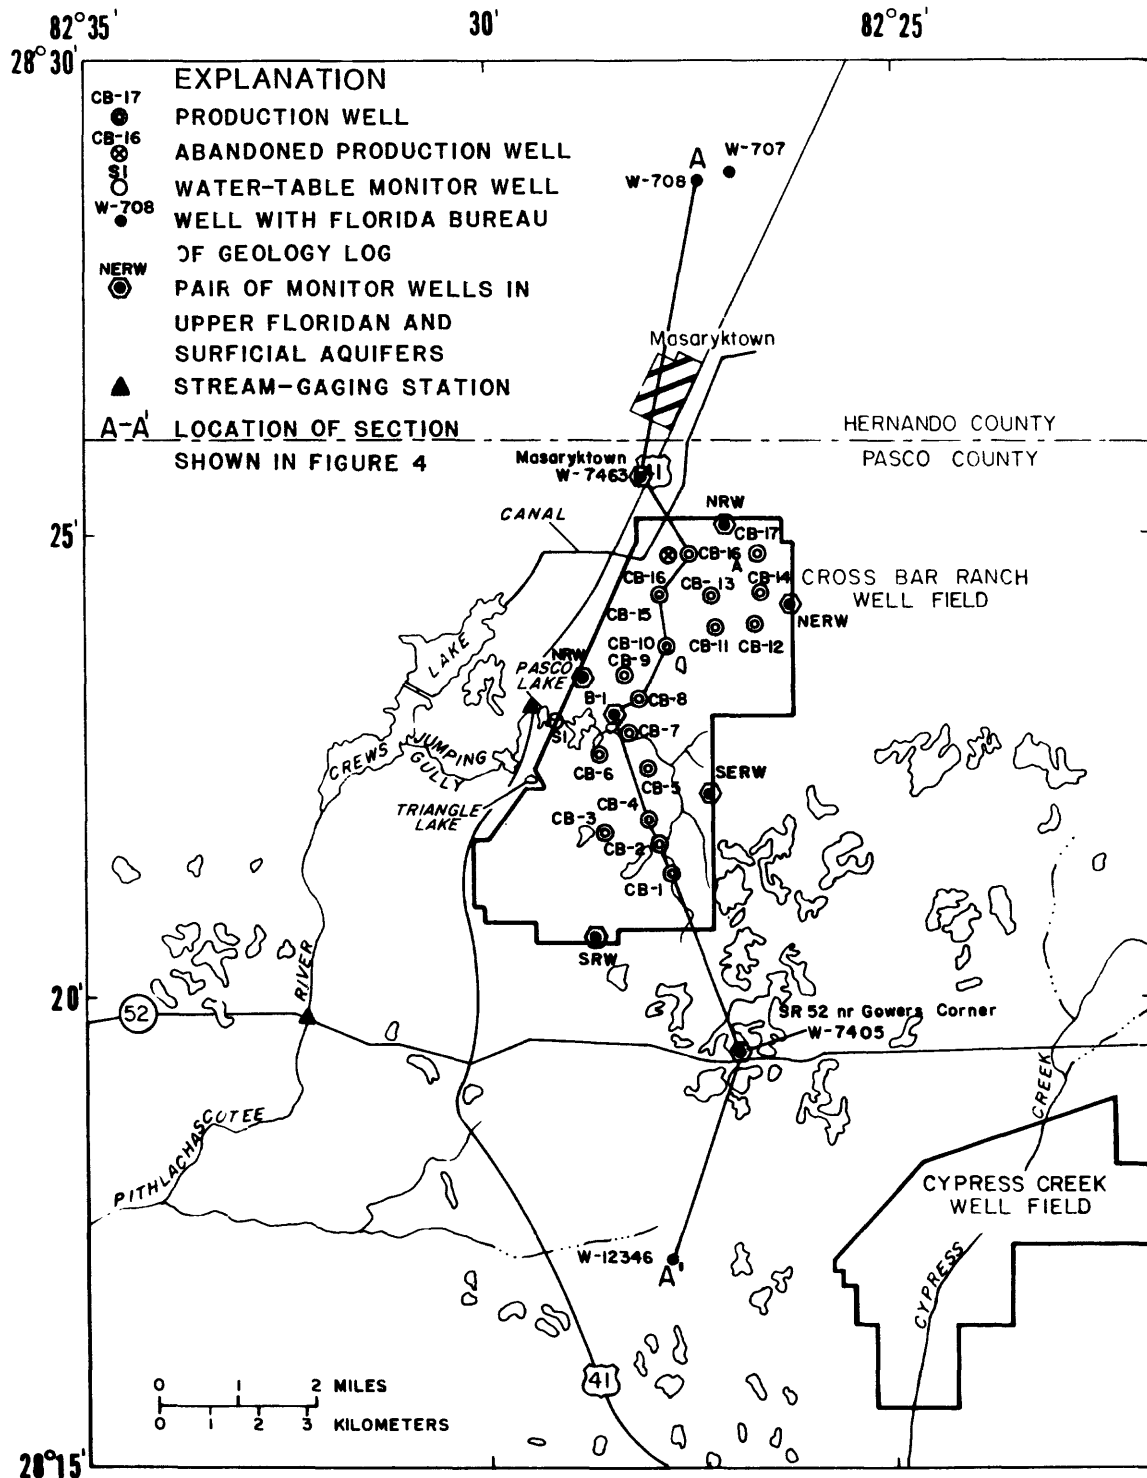 82°35'
30'
82°25'
28°30'
EXPLANATION
CB-17
PRODUCTION WELL
CB-16
ABANDONED PRODUCTION WELL
S1
WATER-TABLE MONITOR WELL
W-708
WELL WITH FLORIDA BUREAU
OF GEOLOGY LOG
NERW
PAIR OF MONITOR WELLS IN
UPPER FLORIDAN AND
SURFICIAL AQUIFERS
STREAM-GAGING STATION
A-A' LOCATION OF SECTION
SHOWN IN FIGURE 4
A
W-707
W-708
Masaryktown
HERNANDO COUNTY
PASCO COUNTY
Masaryktown
W-7463
41
CANAL
25'
NRW
CB-17
CB-16
A
CB-16
CB-13
CB-14
CROSS BAR RANCH
WELL FIELD
CB-15
NERW
CB-10
CB-11
CB-12
NRW
CB-9
LAKE
PASCO
LAKE
B-1
CB-8
S1
CB-7
CREWS
JUMPING
GULLY
CB-6
CB-5
SERW
TRIANGLE
LAKE
CB-4
CB-3
CB-2
CB-1
SRW
RIVER
20'
52
SR 52 nr Gowers Corner
W-7405
CREEK
PITHLACHASCOTEE
CYPRESS CREEK
WELL FIELD
W-12346
A'
CYPRESS
41
0 1 2 MILES
0 1 2 3 KILOMETERS
28°15'